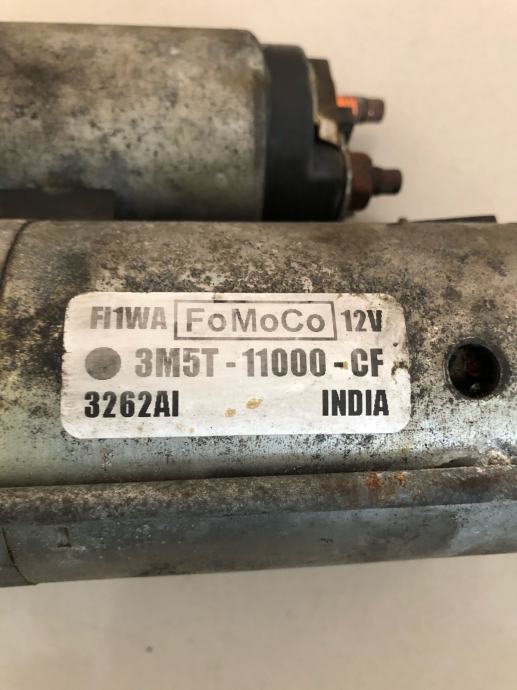 FI1WA FoMoCo 12V
3M5T-11000-CF
3262AI INDIA